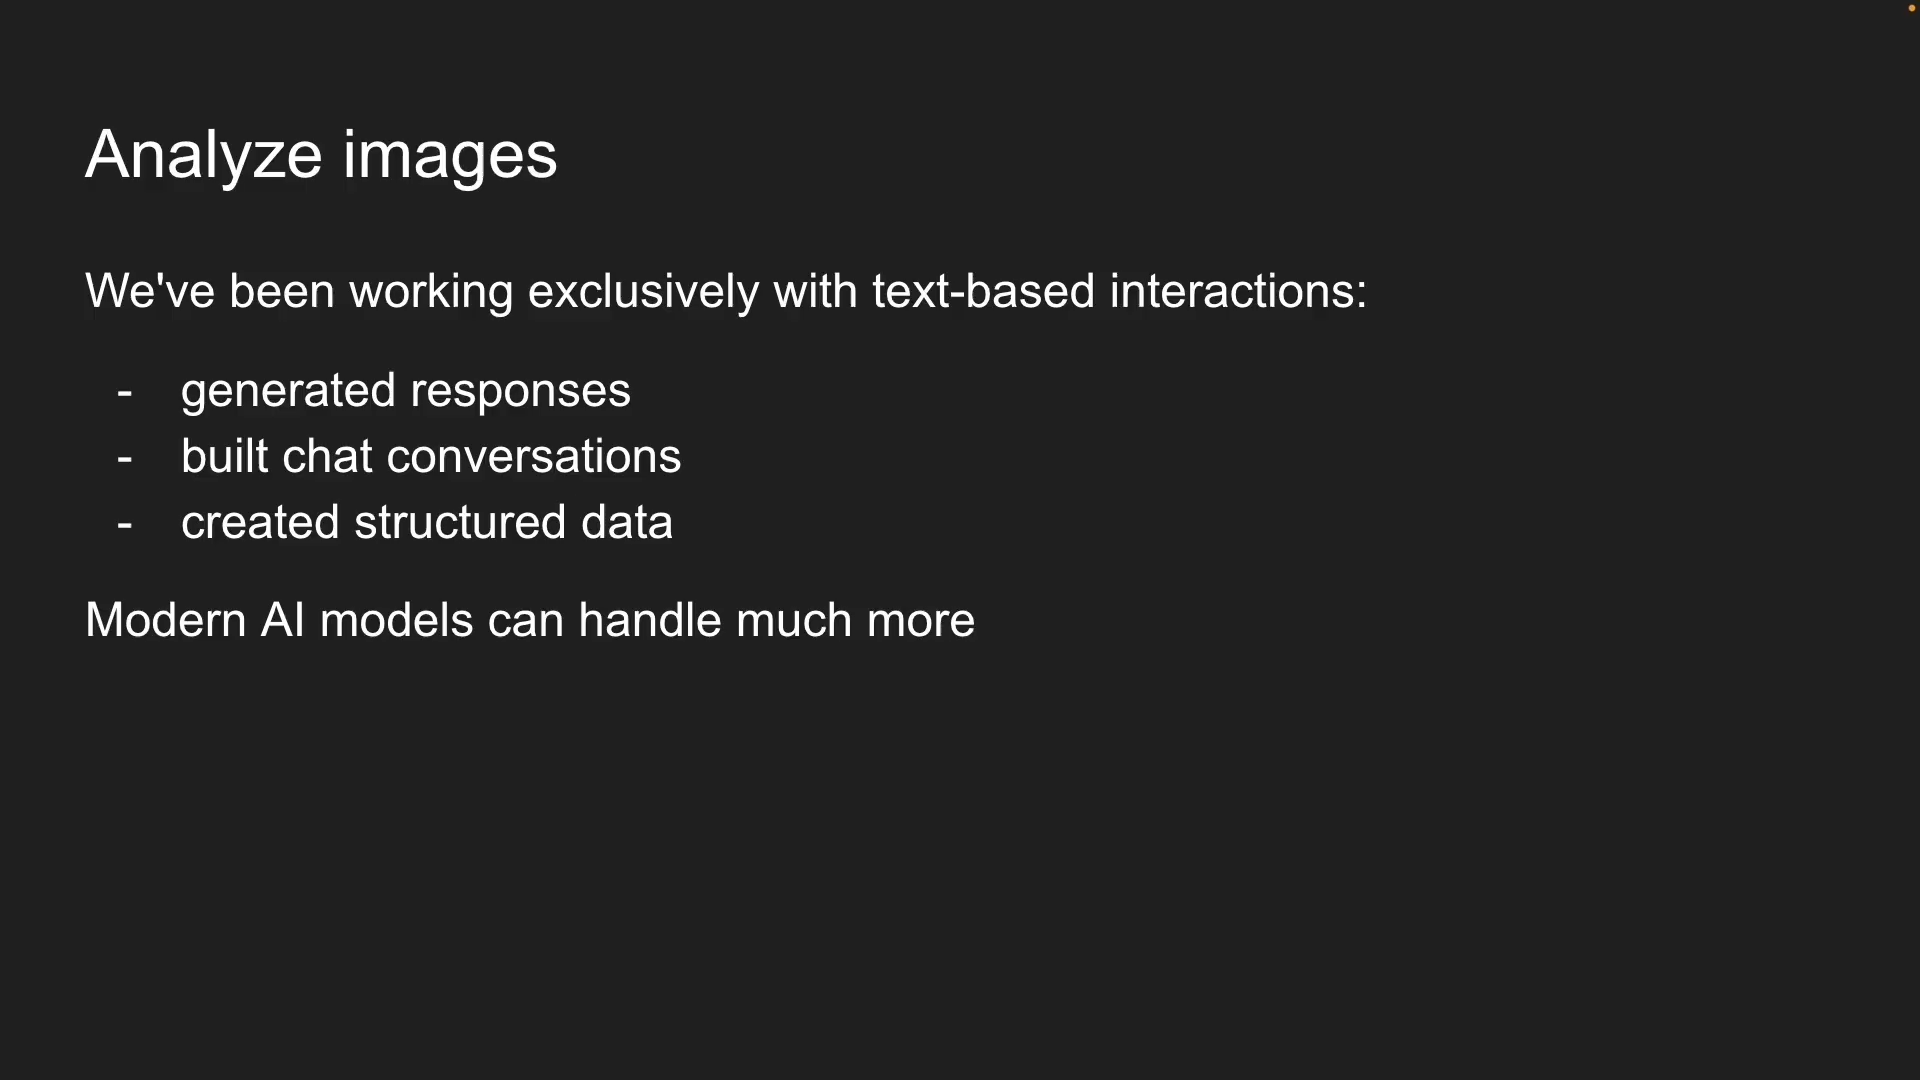 Analyze images
We've been working exclusively with text-based interactions:
- generated responses
- built chat conversations
- created structured data
Modern AI models can handle much more